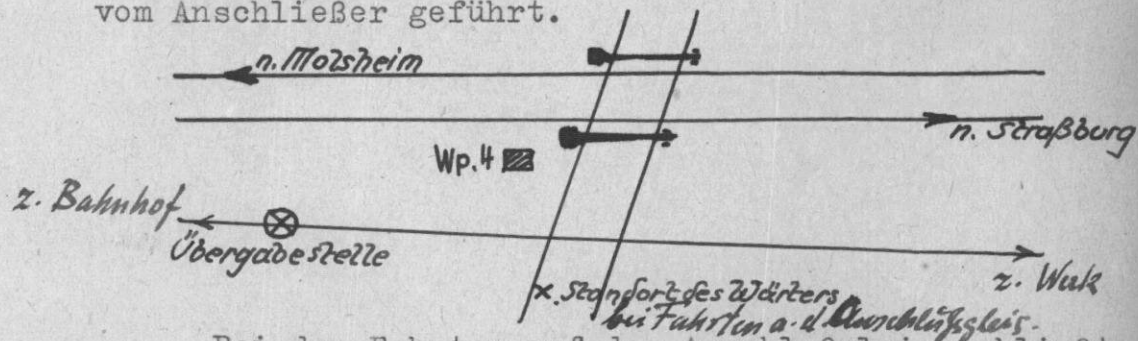 vom Anschließer geführt.
n. Molsheim
n. Straßburg
Wp. 4
z. Bahnhof
Übergabestelle
z. Werk
x. Standort des Wärters
bei Fahrten a. d. Anschlußgleis.